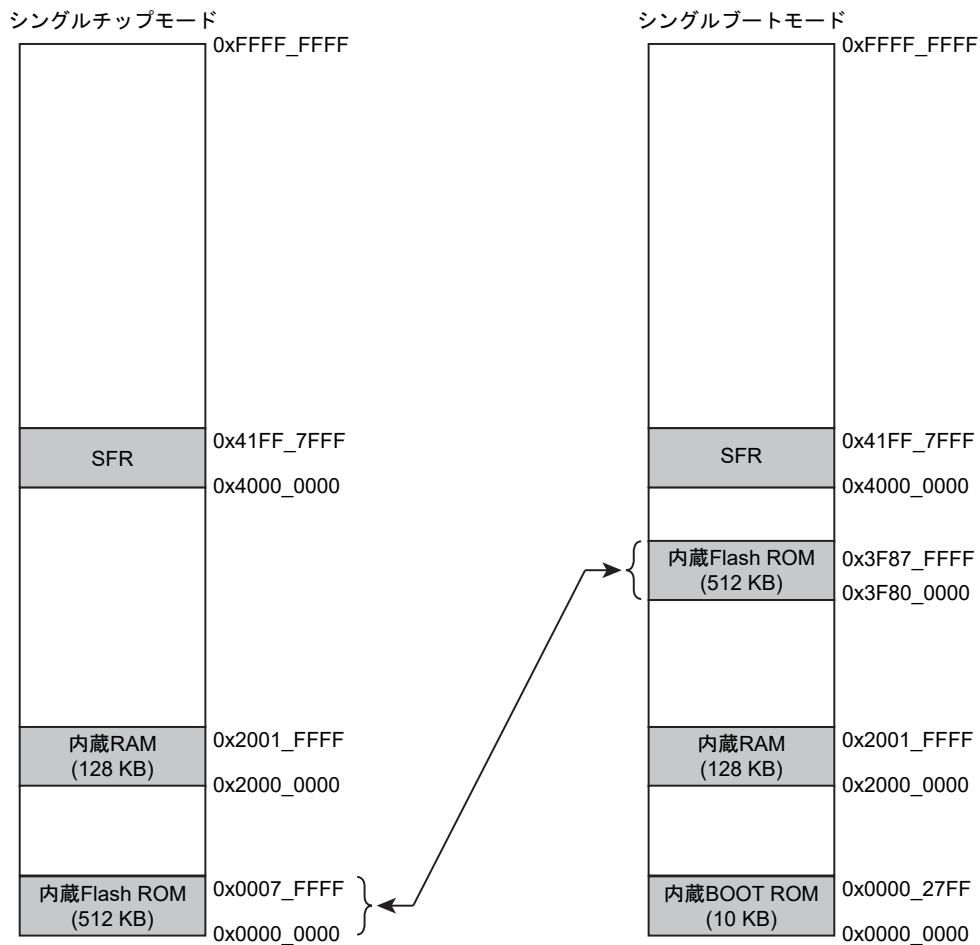 シングルチップモード
0xFFFF_FFFF
SFR
0x41FF_7FFF
0x4000_0000
内蔵RAM
(128 KB)
0x2001_FFFF
0x2000_0000
内蔵Flash ROM
(512 KB)
0x0007_FFFF
0x0000_0000
シングルブートモード
0xFFFF_FFFF
SFR
0x41FF_7FFF
0x4000_0000
内蔵Flash ROM
(512 KB)
0x3F87_FFFF
0x3F80_0000
内蔵RAM
(128 KB)
0x2001_FFFF
0x2000_0000
内蔵BOOT ROM
(10 KB)
0x0000_27FF
0x0000_0000